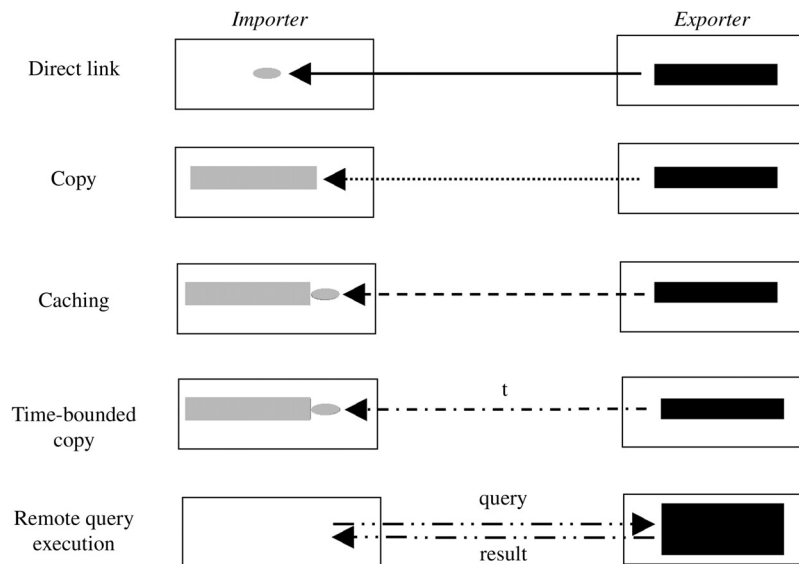 Importer
Exporter
Direct link
Copy
Caching
t
Time-bounded
copy
query
Remote query
execution
result